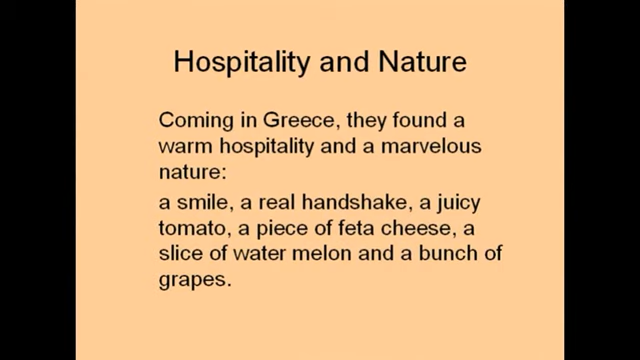 Hospitality and Nature
Coming in Greece, they found a
warm hospitality and a marvelous
nature:
a smile, a real handshake, a juicy
tomato, a piece of feta cheese, a
slice of water melon and a bunch of
grapes.